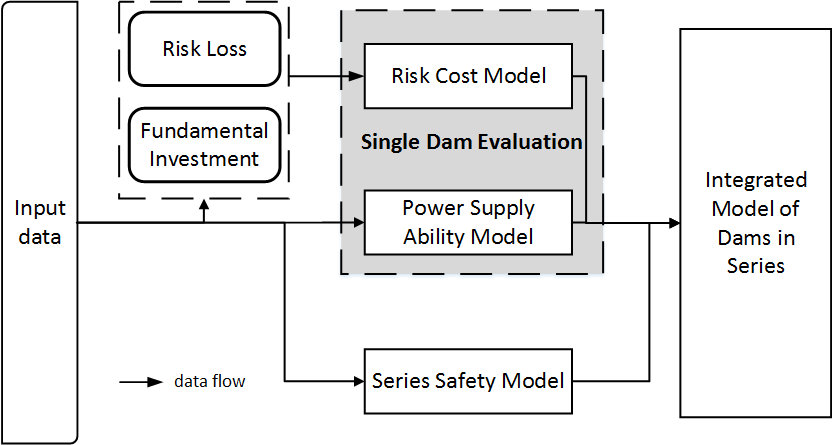 Risk Loss
Fundamental
Investment
Input
data
Risk Cost Model
Single Dam Evaluation
Power Supply
Ability Model
Series Safety Model
Integrated
Model of
Dams in
Series
data flow